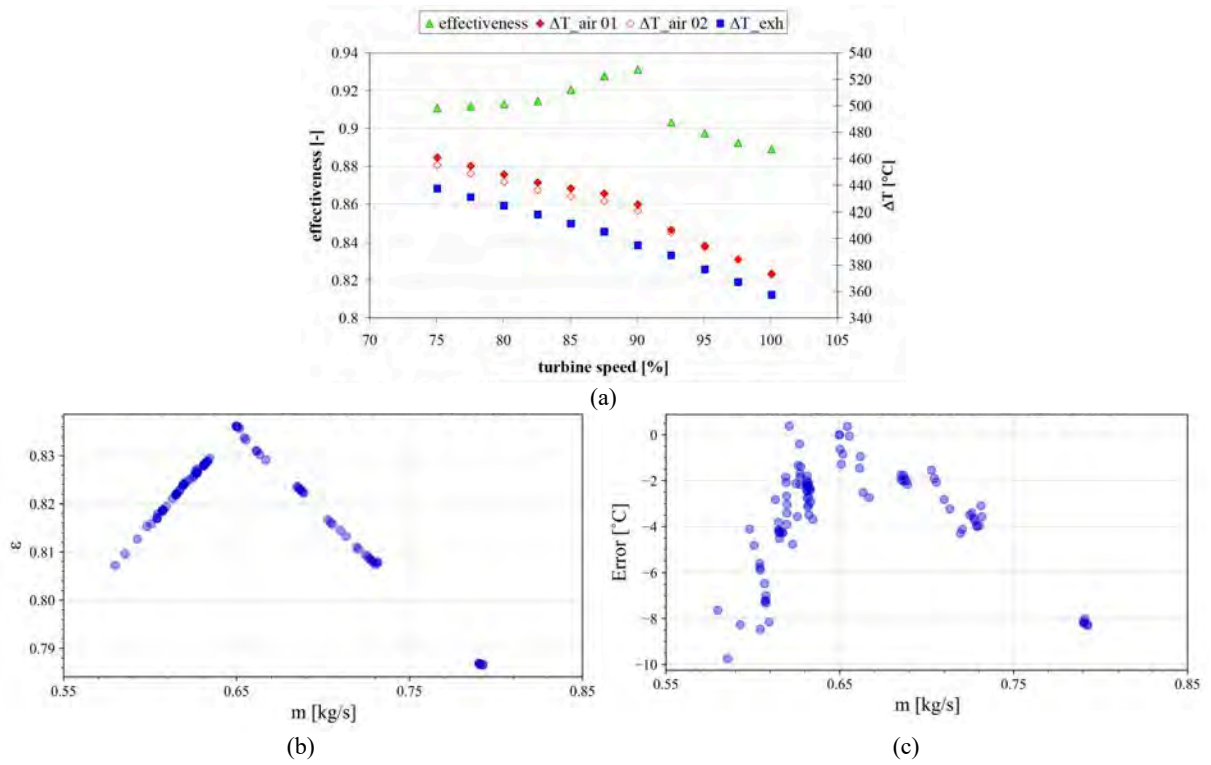 effectiveness ΔT_air 01 ΔT_air 02 ΔT_exh
0.94
0.92
0.9
0.88
0.86
0.84
0.82
0.8
effectiveness [-]
540
520
500
480
460
440
420
400
380
360
340
ΔT [°C]
70 75 80 85 90 95 100 105
turbine speed [%]
(a)
0.83
0.82
0.81
0.80
0.79
ε
0.55 0.65 0.75 0.85
m [kg/s]
(b)
0
−2
−4
−6
−8
−10
Error [˚C]
0.55 0.65 0.75 0.85
m [kg/s]
(c)